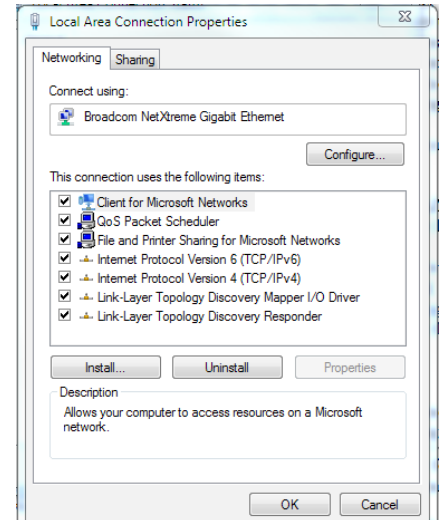 Local Area Connection Properties
Networking
Sharing
Connect using:
Broadcom NetXtreme Gigabit Ethernet
Configure...
This connection uses the following items:
Client for Microsoft Networks
QoS Packet Scheduler
File and Printer Sharing for Microsoft Networks
Internet Protocol Version 6 (TCP/IPv6)
Internet Protocol Version 4 (TCP/IPv4)
Link-Layer Topology Discovery Mapper I/O Driver
Link-Layer Topology Discovery Responder
Install...
Uninstall
Properties
Description
Allows your computer to access resources on a Microsoft
network.
OK
Cancel